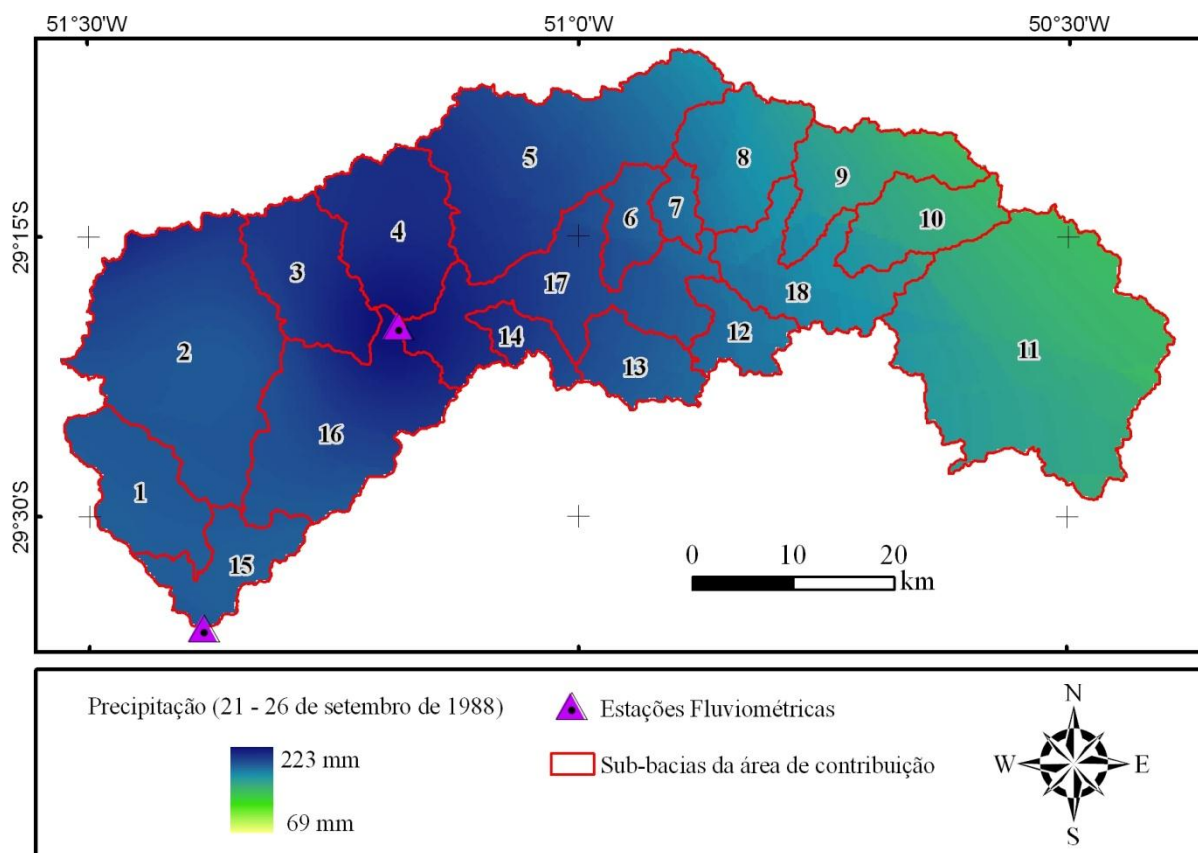 51°30'W 51°0'W 50°30'W
29°15'S
29°30'S
5
8
9
7
6
10
4
3
17
18
14
12
13
2
11
16
1
15
0 10 20
km
Precipitação (21 - 26 de setembro de 1988)
223 mm
69 mm
Estações Fluviométricas
Sub-bacias da área de contribuição
N
W E
S